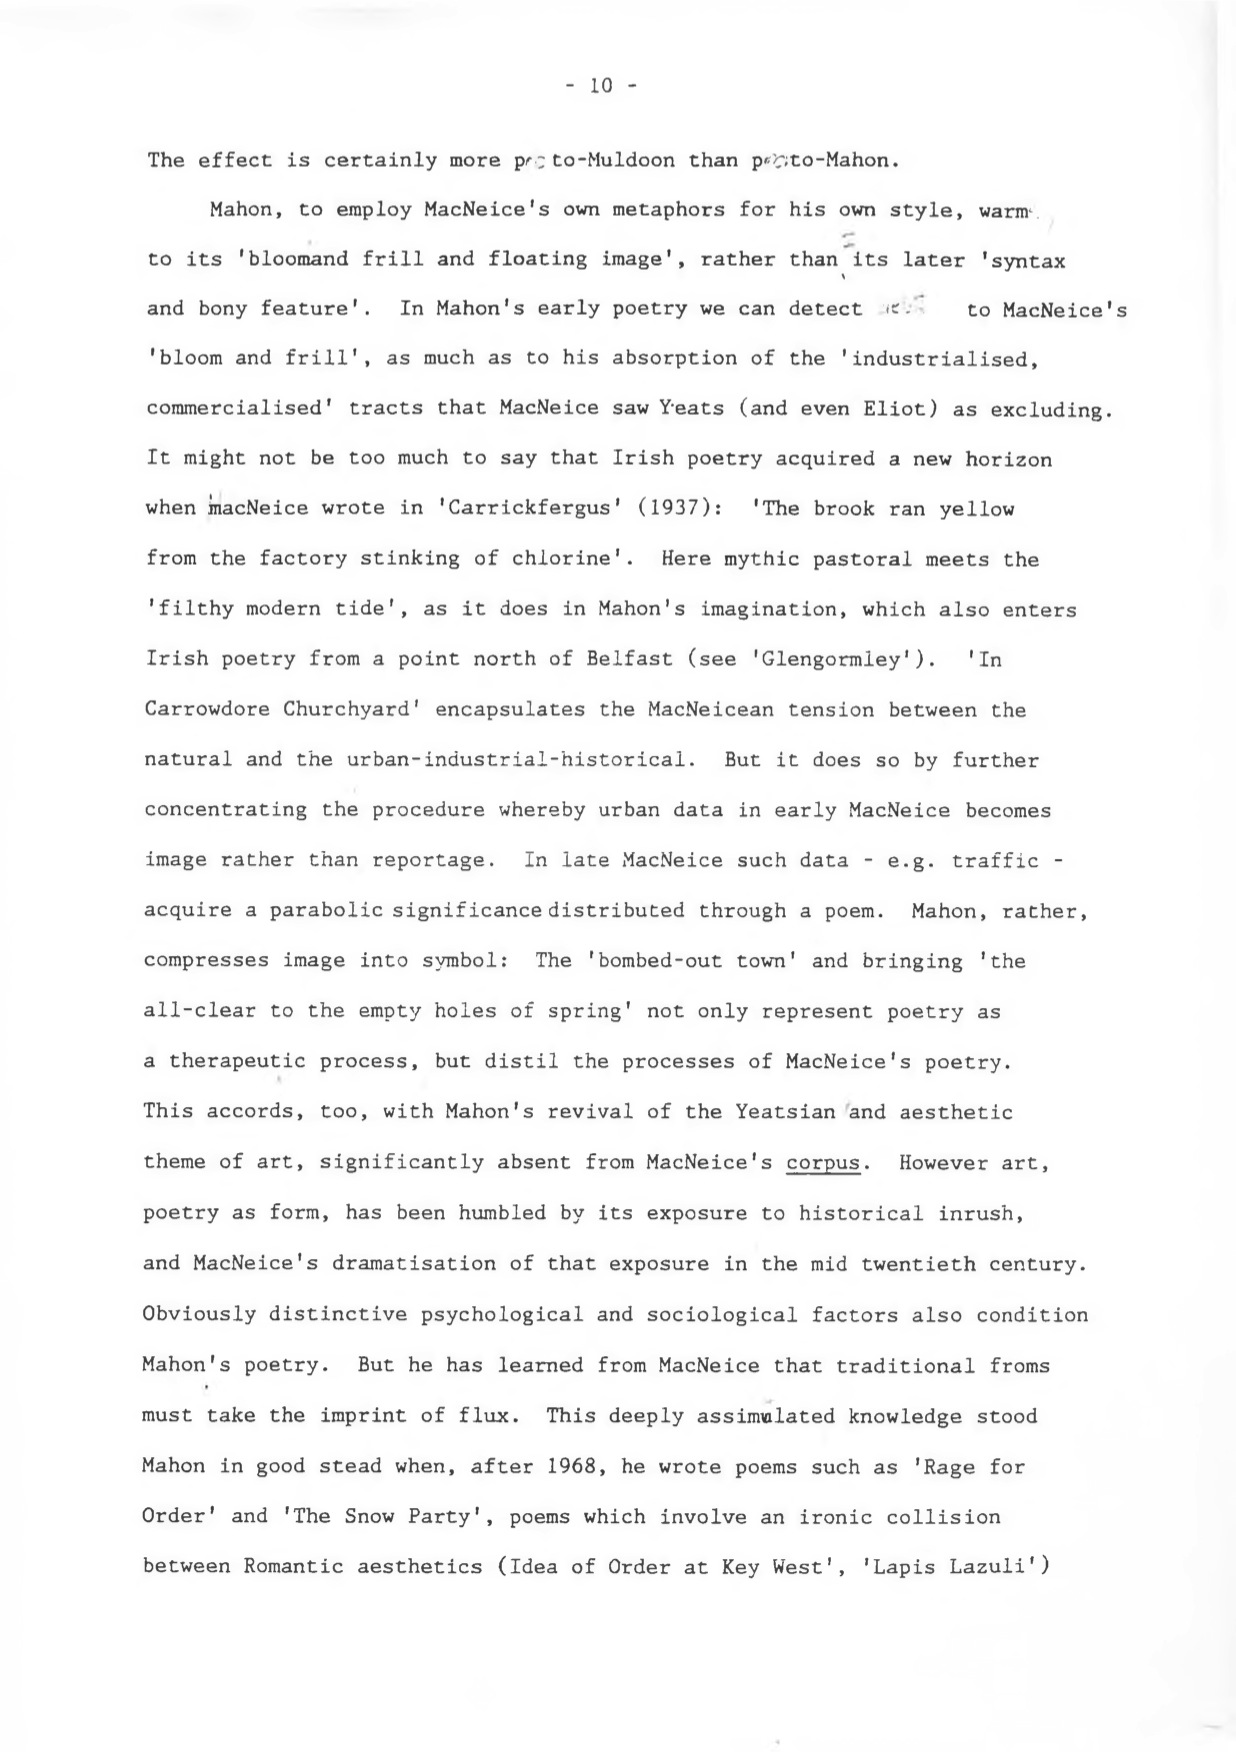 - 10 -
The effect is certainly more proto-Muldoon than proto-Mahon.
Mahon, to employ MacNeice's own metaphors for his own style, warm
to its 'bloomand frill and floating image', rather than its later 'syntax
and bony feature'. In Mahon's early poetry we can detect to MacNeice's
'bloom and frill', as much as to his absorption of the 'industrialised,
commercialised' tracts that MacNeice saw Yeats (and even Eliot) as excluding.
It might not be too much to say that Irish poetry acquired a new horizon
when macNeice wrote in 'Carrickfergus' (1937): 'The brook ran yellow
from the factory stinking of chlorine'. Here mythic pastoral meets the
'filthy modern tide', as it does in Mahon's imagination, which also enters
Irish poetry from a point north of Belfast (see 'Glengormley'). 'In
Carrowdore Churchyard' encapsulates the MacNeicean tension between the
natural and the urban-industrial-historical. But it does so by further
concentrating the procedure whereby urban data in early MacNeice becomes
image rather than reportage. In late MacNeice such data - e.g. traffic -
acquire a parabolic significance distributed through a poem. Mahon, rather,
compresses image into symbol: The 'bombed-out town' and bringing 'the
all-clear to the empty holes of spring' not only represent poetry as
a therapeutic process, but distil the processes of MacNeice's poetry.
This accords, too, with Mahon's revival of the Yeatsian and aesthetic
theme of art, significantly absent from MacNeice's corpus. However art,
poetry as form, has been humbled by its exposure to historical inrush,
and MacNeice's dramatisation of that exposure in the mid twentieth century.
Obviously distinctive psychological and sociological factors also condition
Mahon's poetry. But he has learned from MacNeice that traditional froms
must take the imprint of flux. This deeply assimulated knowledge stood
Mahon in good stead when, after 1968, he wrote poems such as 'Rage for
Order' and 'The Snow Party', poems which involve an ironic collision
between Romantic aesthetics (Idea of Order at Key West', 'Lapis Lazuli')